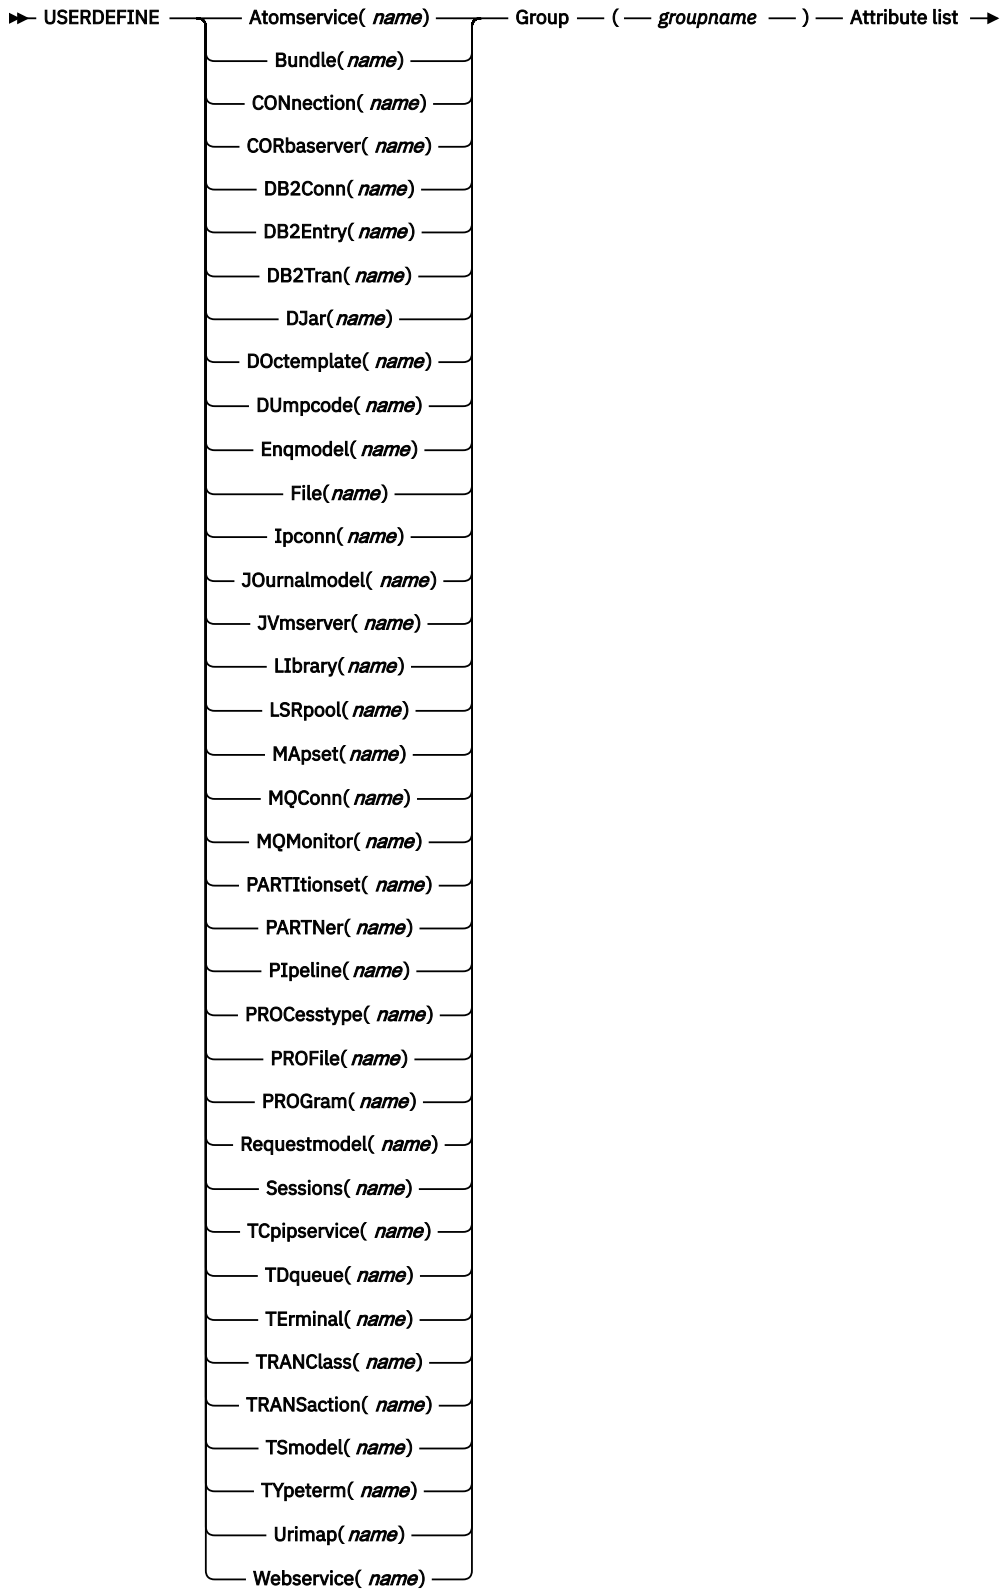 USERDEFINE Atomservice( name) Group ( groupname ) Attribute list
Bundle( name)
CONnection( name)
CORbaserver( name)
DB2Conn( name)
DB2Entry( name)
DB2Tran( name)
DJar( name)
DOctemplate( name)
DUmpcode( name)
Enqmodel( name)
File( name)
Ipconn( name)
JOurnalmodel( name)
JVmserver( name)
LIbrary( name)
LSRpool( name)
MApset( name)
MQConn( name)
MQMonitor( name)
PARTItionset( name)
PARTNer( name)
PIpeline( name)
PROCesstype( name)
PROFile( name)
PROGram( name)
Requestmodel( name)
Sessions( name)
TCpipservice( name)
TDqueue( name)
TErminal( name)
TRANClass( name)
TRANSaction( name)
TSmodel( name)
TYpeterm( name)
Urimap( name)
Webservice( name)